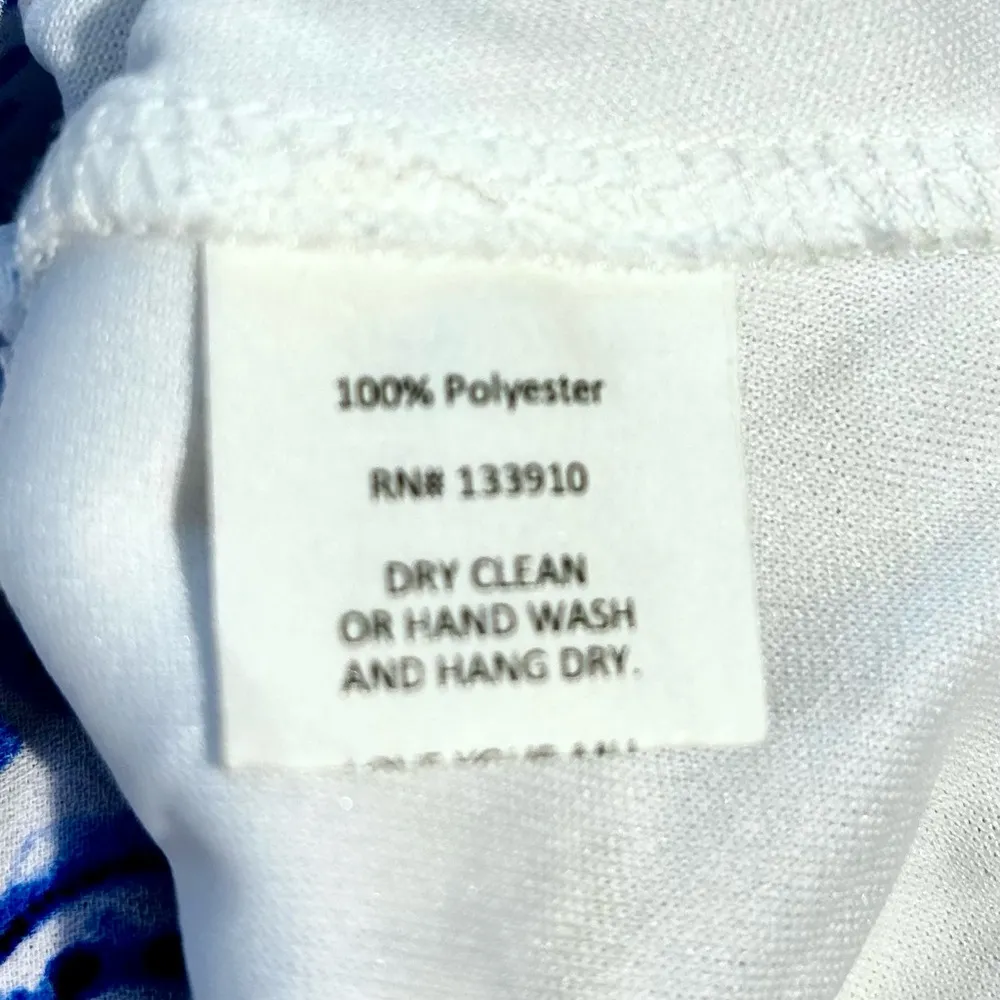 100% Polyester
RN# 133910
DRY CLEAN
OR HAND WASH
AND HANG DRY.